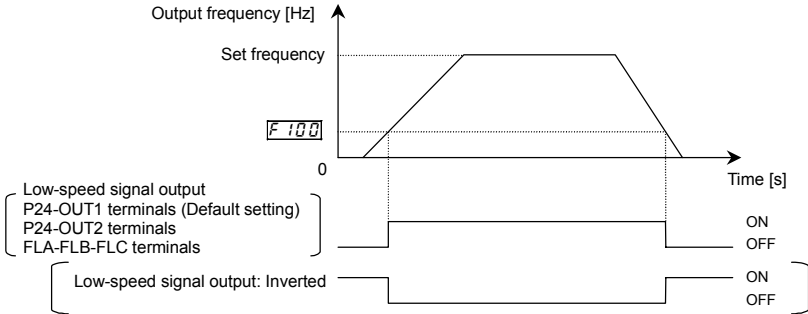 Output frequency [Hz]
Set frequency
F 100
0
Time [s]
Low-speed signal output
P24-OUT1 terminals (Default setting)
P24-OUT2 terminals
FLA-FLB-FLC terminals
ON
OFF
Low-speed signal output: Inverted
ON
OFF